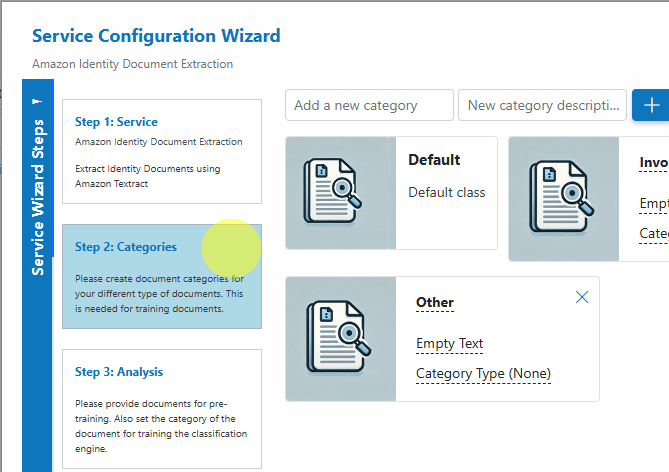 Service Configuration Wizard
Amazon Identity Document Extraction
Service Wizard Steps
Step 1: Service
Amazon Identity Document Extraction
Extract Identity Documents using
Amazon Textract
Step 2: Categories
Please create document categories for
your different type of documents. This
is needed for training documents.
Step 3: Analysis
Please provide documents for pre-
training. Also set the category of the
document for training the classification
engine.
Add a new category
New category descripti...
Default
Default class
Invo
Empt
Categ
Other
Empty Text
Category Type (None)